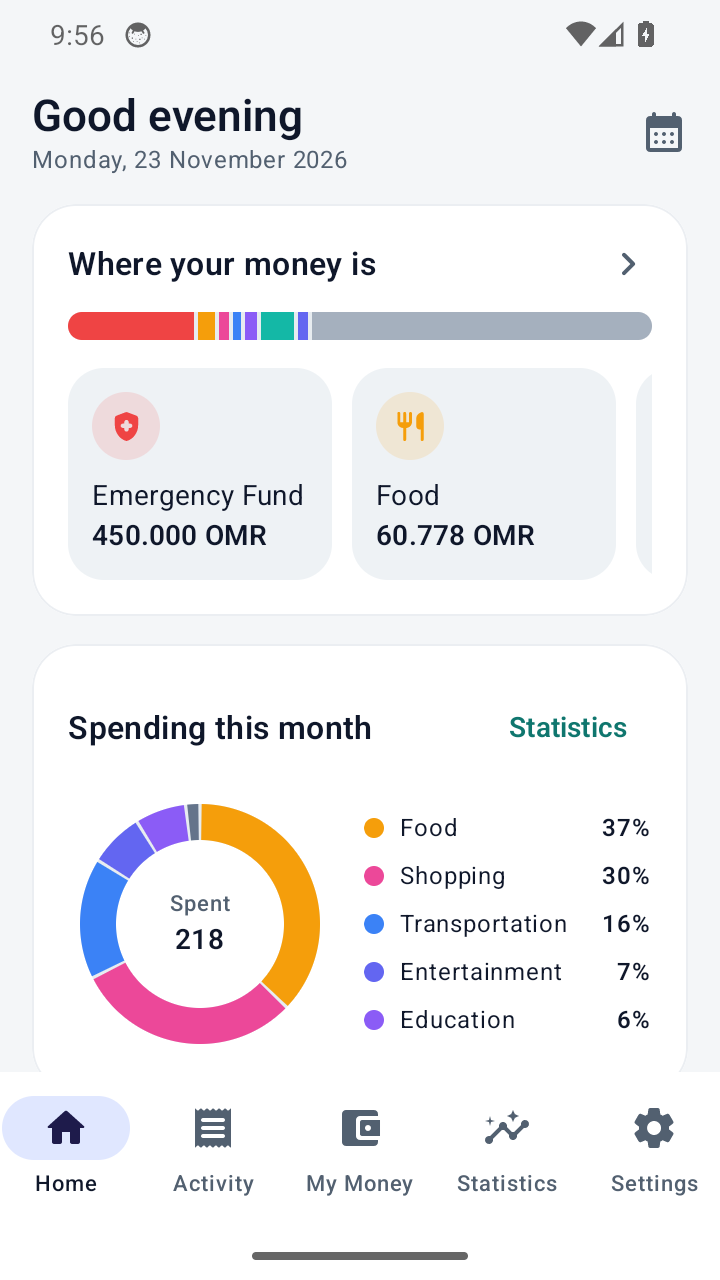 9:56
Good evening
Monday, 23 November 2026
Where your money is
Emergency Fund
450.000 OMR
Food
60.778 OMR
Spending this month
Statistics
Spent
218
Food 37%
Shopping 30%
Transportation 16%
Entertainment 7%
Education 6%
Home
Activity
My Money
Statistics
Settings